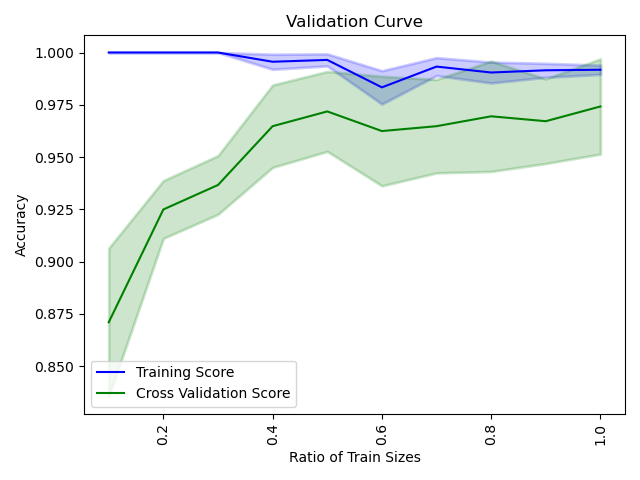 Validation Curve
1.000
0.975
0.950
0.925
0.900
0.875
0.850
Accuracy
Training Score
Cross Validation Score
0.2
0.4
0.6
0.8
1.0
Ratio of Train Sizes